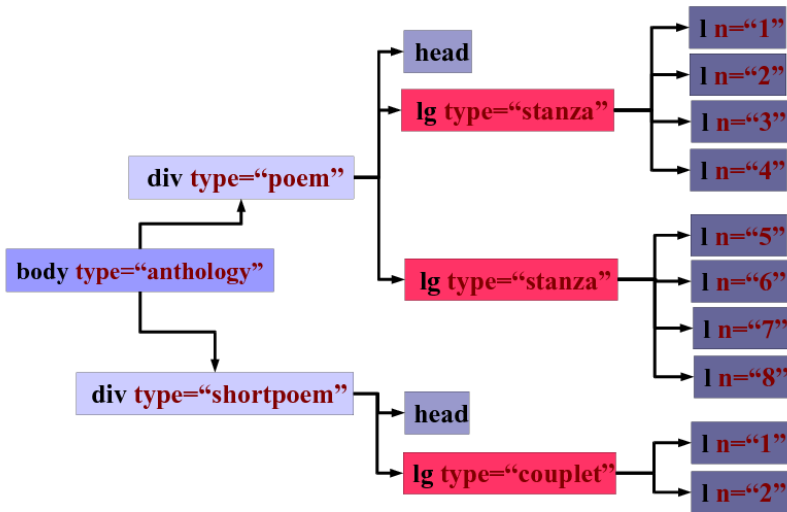 l n=“1”
head
l n=“2”
lg type=“stanza”
l n=“3”
l n=“4”
div type=“poem”
l n=“5”
body type=“anthology”
lg type=“stanza”
l n=“6”
l n=“7”
l n=“8”
div type=“shortpoem”
head
l n=“1”
lg type=“couplet”
l n=“2”